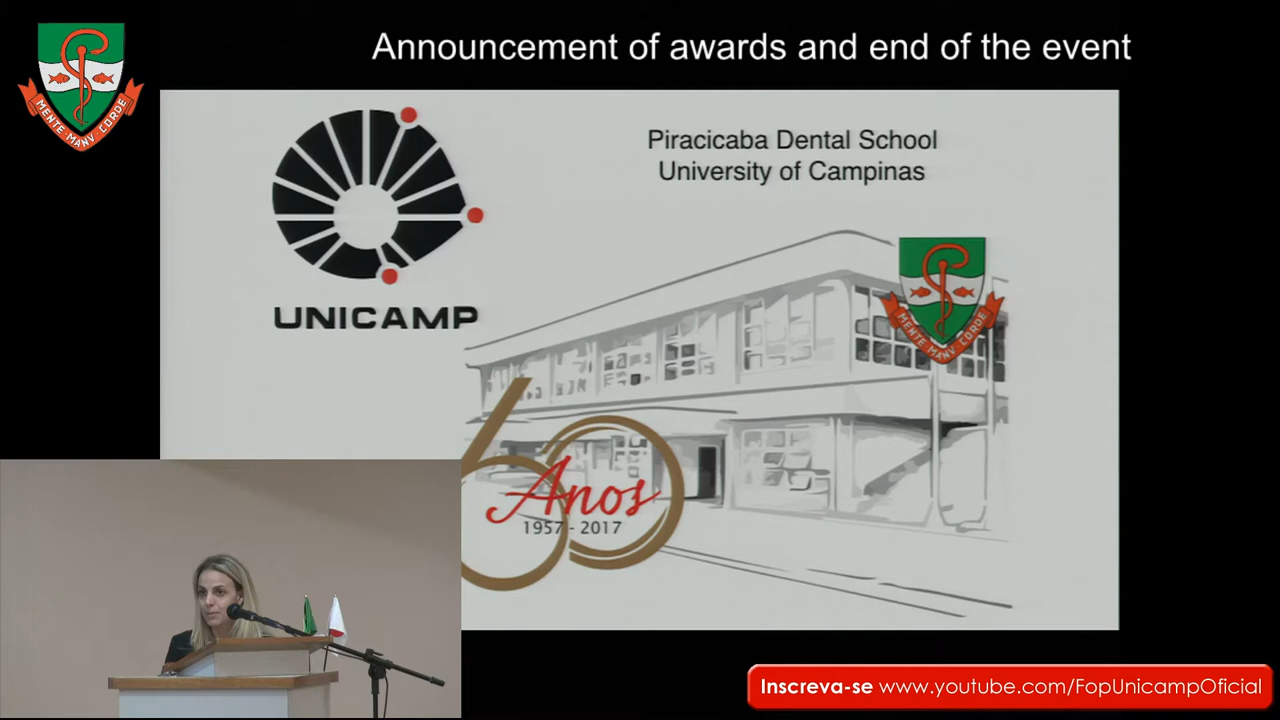 Announcement of awards and end of the event
MENTE MANV CORDE
Piracicaba Dental School
University of Campinas
UNICAMP
MENTE MANV CORDE
60
Anos
1957 - 2017
Inscreva-se www.youtube.com/FopUnicampOficial